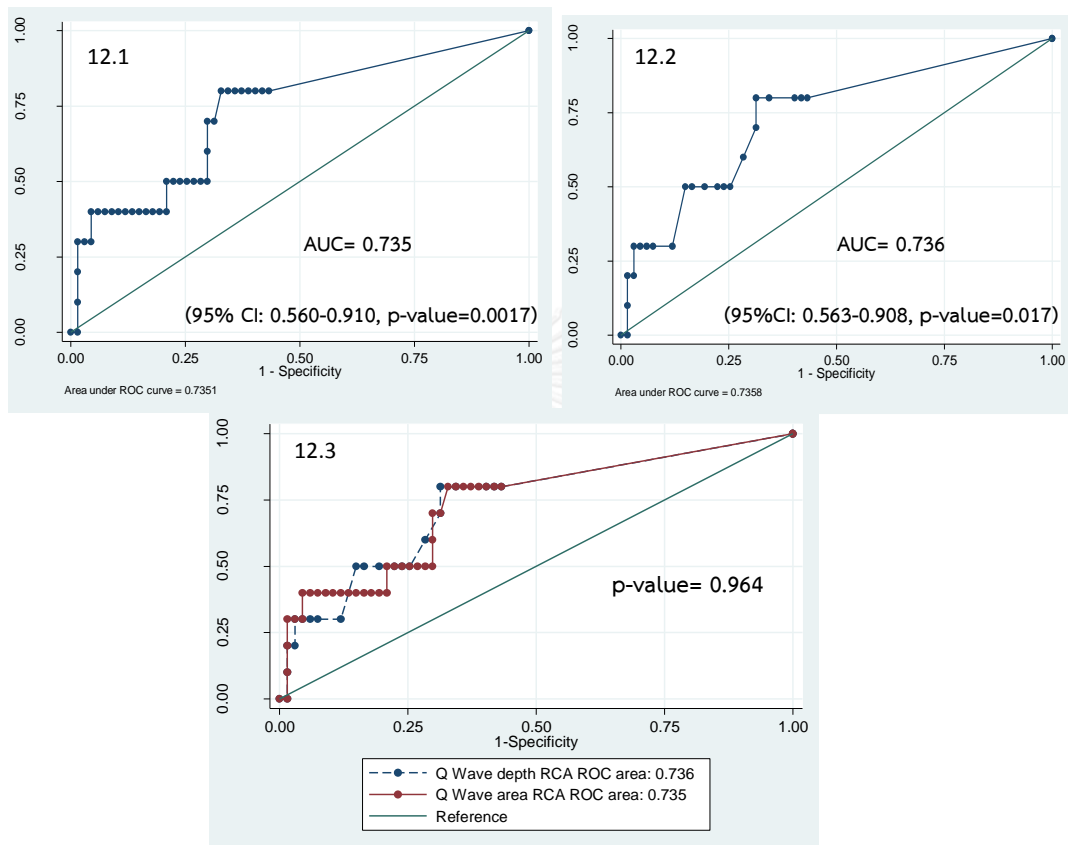 12.1
1.00
0.75
0.50
0.25
0.00
AUC= 0.735
(95% CI: 0.560-0.910, p-value=0.0017)
0.00 0.25 0.50 0.75 1.00
1 - Specificity
Area under ROC curve = 0.7351
12.2
1.00
0.75
0.50
0.25
0.00
AUC= 0.736
(95%CI: 0.563-0.908, p-value=0.017)
0.00 0.25 0.50 0.75 1.00
1 - Specificity
Area under ROC curve = 0.7358
12.3
1.00
0.75
0.50
0.25
0.00
p-value= 0.964
0.00 0.25 0.50 0.75 1.00
1-Specificity
Q Wave depth RCA ROC area: 0.736
Q Wave area RCA ROC area: 0.735
Reference